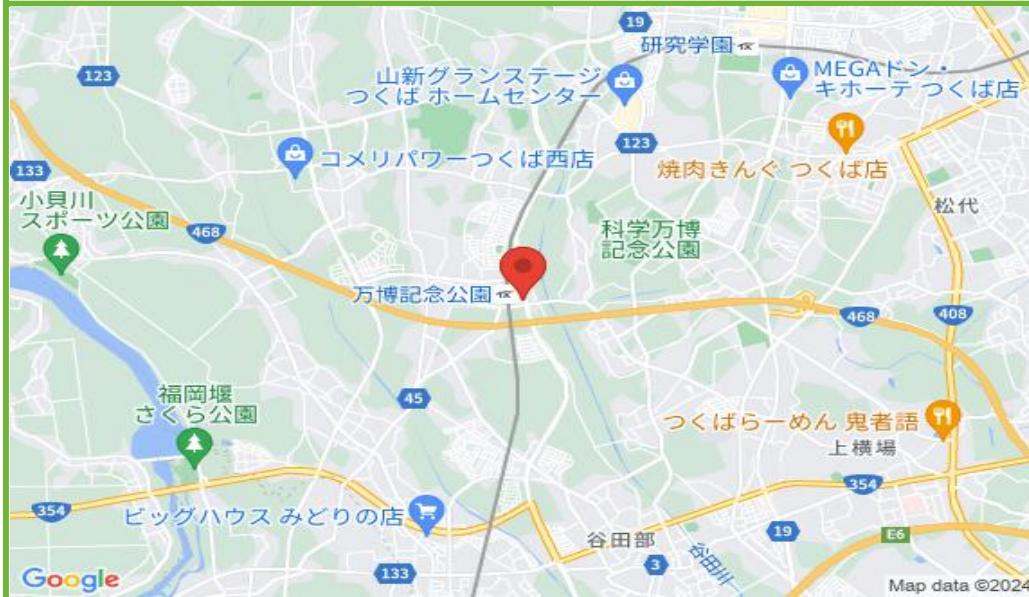 19
研究学園
123
山新グランステージ
つくば ホームセンター
MEGAドン・
キホーテ つくば店
133
コメリパワーつくば西店
123
焼肉きんぐ つくば店
小貝川
スポーツ公園
468
科学万博
記念公園
松代
万博記念公園
468
408
福岡堰
さくら公園
45
つくばらーめん 鬼者語
上横場
354
354
ビッグハウス みどりの店
谷田部
19
E6
谷田川
133
3
Google
Map data ©2024